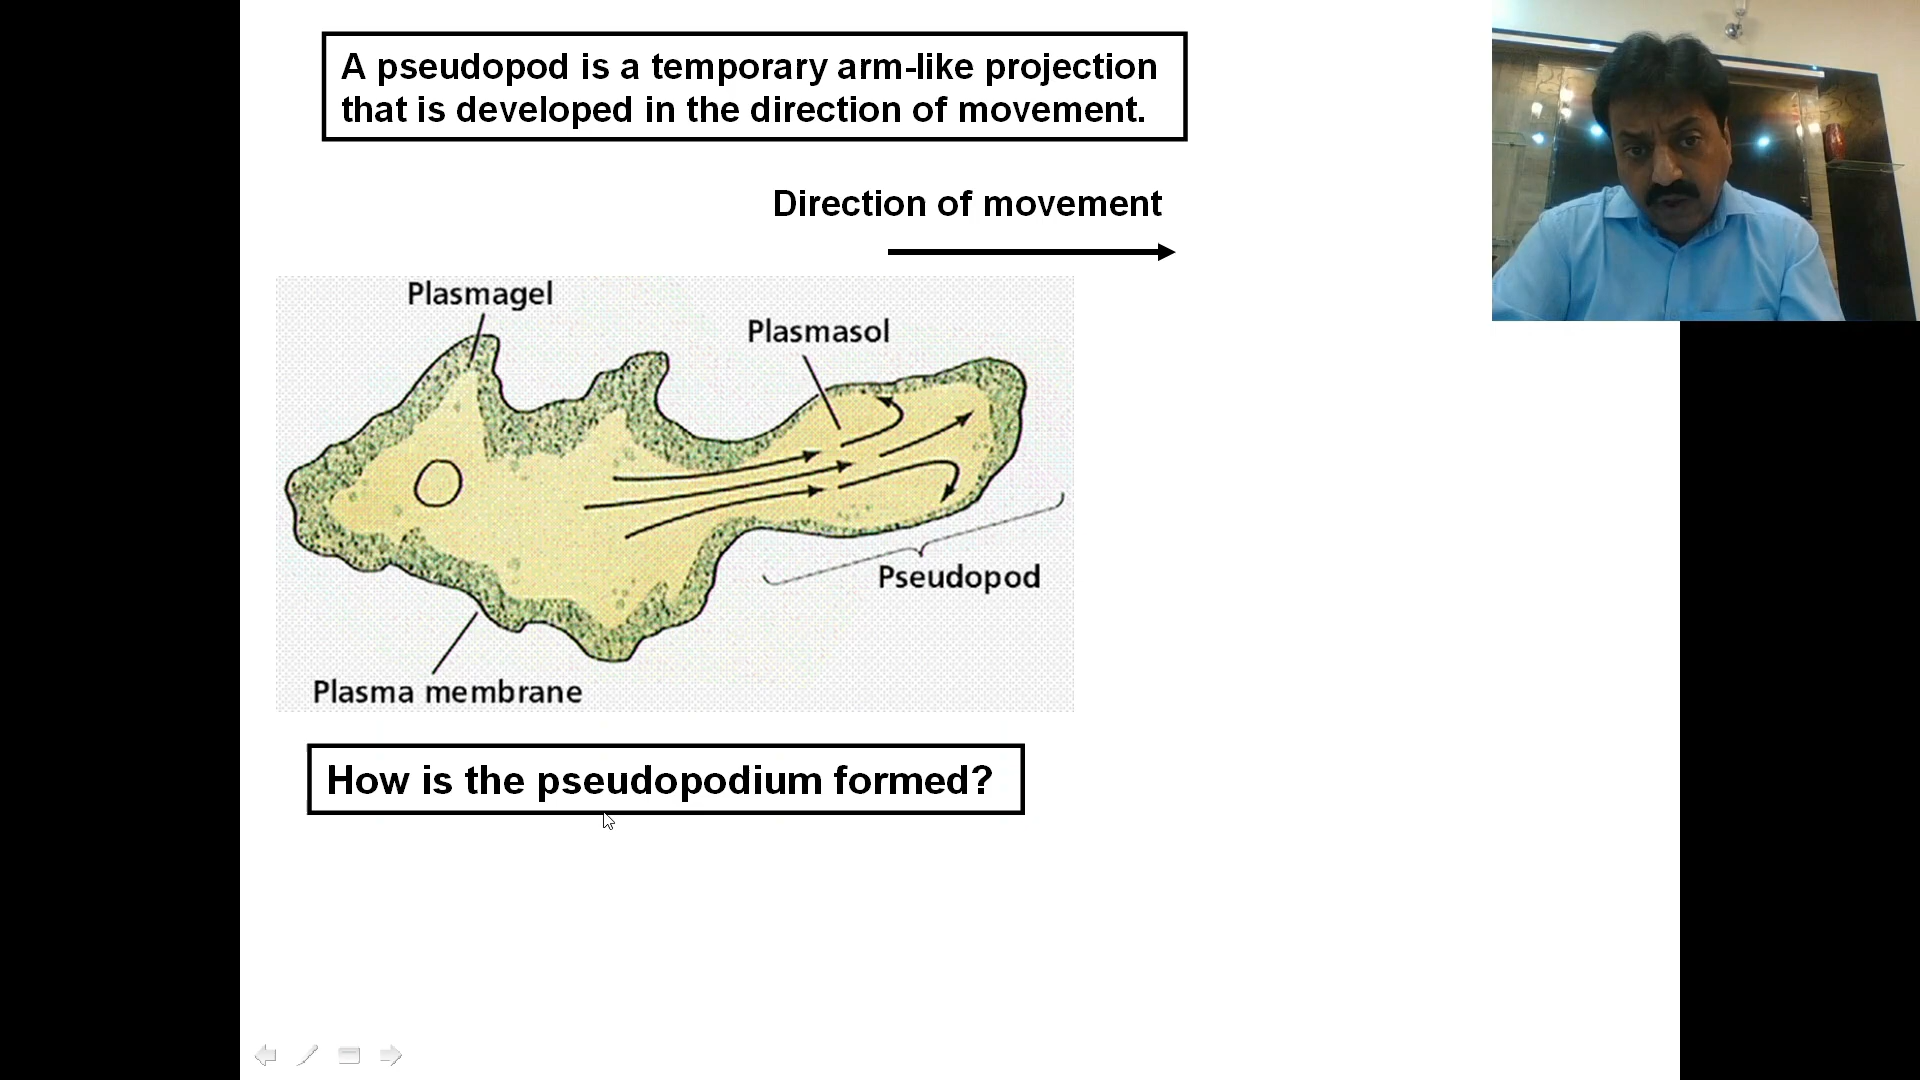 A pseudopod is a temporary arm-like projection
that is developed in the direction of movement.
Direction of movement
Plasmagel
Plasmasol
Pseudopod
Plasma membrane
How is the pseudopodium formed?